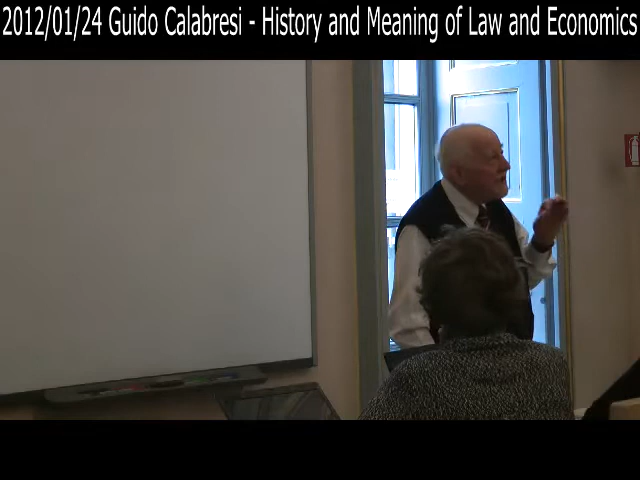 2012/01/24 Guido Calabresi - History and Meaning of Law and Economics